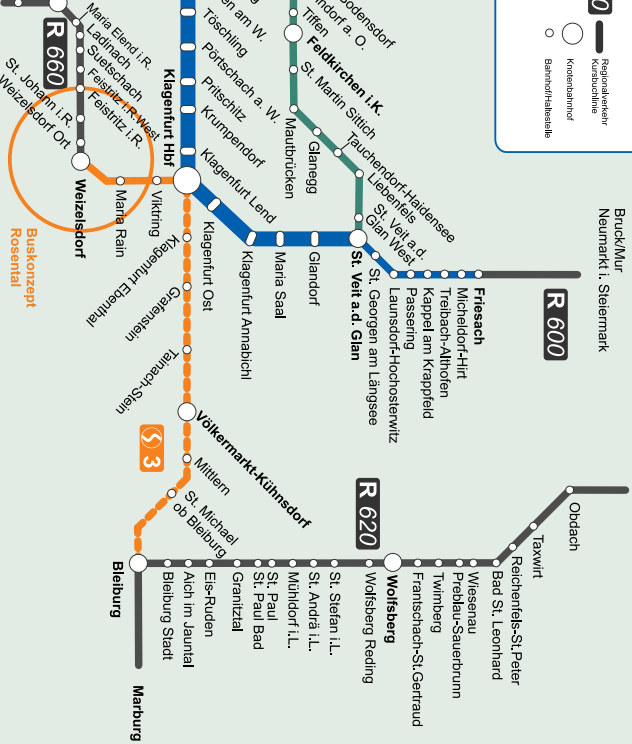 Regionalverkehr
Kursbuchlinie
Knotenbahnhof
Bahnhof/Haltestelle
Bruck/Mur
Neumarkt i. Steiermark
R 600
Friesach
Micheldorf-Hirt
Treibach-Althofen
Kappel am Krappfeld
Passering
Launsdorf-Hochosterwitz
St. Georgen am Längsee
St. Veit a.d. Glan
St. Veit a.d.
Glan West
Liebenfels
Tauchendorf-Haidensee
Glanegg
Mautbrücken
St. Martin Sittich
Feldkirchen i.K.
Tiffen
Glandorf
Maria Saal
Klagenfurt Annabichl
Klagenfurt Lend
Klagenfurt Ost
Klagenfurt Hbf
Krumpendorf
Pritschitz
Pörtschach a. W.
Töschling
R 660
Maria Elend i.R.
Ladinach
Suetschach
Feistritz i.R. West
Feistritz i.R.
St. Johann i.R.
Weizelsdorf Ort
Weizelsdorf
Maria Rain
Viktring
Buskonzept
Rosental
Klagenfurt Ebenthal
Grafenstein
Tainach-Stein
Völkermarkt-Kühnsdorf
S 3
Mittlern
St. Michael
ob Bleiburg
Bleiburg
Marburg
Bleiburg Stadt
Aich im Jauntal
Eis-Ruden
Granitztal
St. Paul Bad
St. Paul
Mühldorf i.L.
St. Andrä i.L.
St. Stefan i.L.
Wolfsberg Reding
R 620
Wolfsberg
Frantschach-St.Gertraud
Twimberg
Preblau-Sauerbrunn
Wiesenau
Bad St. Leonhard
Reichenfels-St.Peter
Taxwirt
Obdach